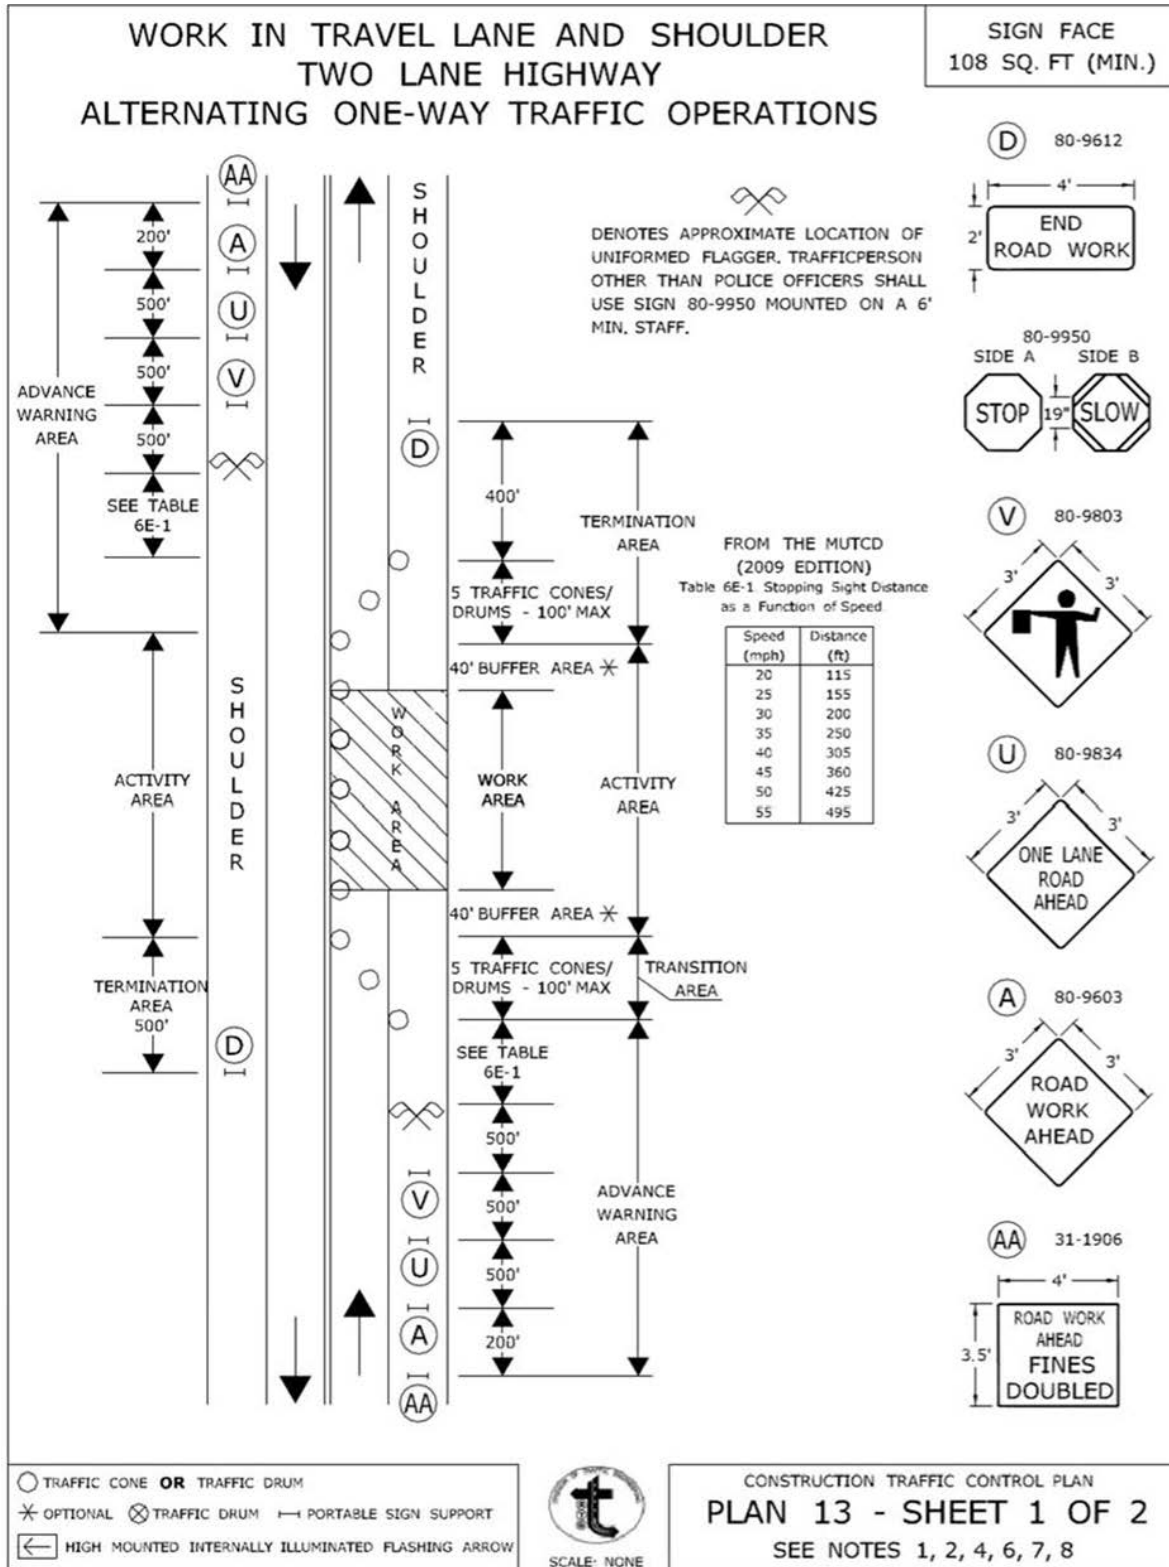 WORK IN TRAVEL LANE AND SHOULDER
TWO LANE HIGHWAY
ALTERNATING ONE-WAY TRAFFIC OPERATIONS
SIGN FACE
108 SQ. FT (MIN.)
AA
A
U
V
200'
500'
500'
500'
SEE TABLE
6E-1
ADVANCE
WARNING
AREA
ACTIVITY
AREA
TERMINATION
AREA
500'
D
SHOULDER
SHOULDER
D
400'
TERMINATION
AREA
5 TRAFFIC CONES/
DRUMS - 100' MAX
40' BUFFER AREA *
WORK AREA
WORK
AREA
ACTIVITY
AREA
40' BUFFER AREA *
5 TRAFFIC CONES/
DRUMS - 100' MAX
TRANSITION
AREA
SEE TABLE
6E-1
500'
500'
500'
200'
ADVANCE
WARNING
AREA
V
U
A
AA
DENOTES APPROXIMATE LOCATION OF
UNIFORMED FLAGGER. TRAFFICPERSON
OTHER THAN POLICE OFFICERS SHALL
USE SIGN 80-9950 MOUNTED ON A 6'
MIN. STAFF.
FROM THE MUTCD
(2009 EDITION)
Table 6E-1. Stopping Sight Distance
as a Function of Speed
Speed (mph) Distance (ft)
20 115
25 155
30 200
35 250
40 305
45 360
50 425
55 495
D 80-9612
4'
2'
END
ROAD WORK
80-9950
SIDE A SIDE B
STOP 19" SLOW
V 80-9803
3' 3'
U 80-9834
3' 3'
ONE LANE
ROAD
AHEAD
A 80-9603
3' 3'
ROAD
WORK
AHEAD
AA 31-1906
4'
3.5'
ROAD WORK
AHEAD
FINES
DOUBLED
TRAFFIC CONE OR TRAFFIC DRUM
* OPTIONAL TRAFFIC DRUM PORTABLE SIGN SUPPORT
HIGH MOUNTED INTERNALLY ILLUMINATED FLASHING ARROW
SCALE: NONE
CONSTRUCTION TRAFFIC CONTROL PLAN
PLAN 13 - SHEET 1 OF 2
SEE NOTES 1, 2, 4, 6, 7, 8